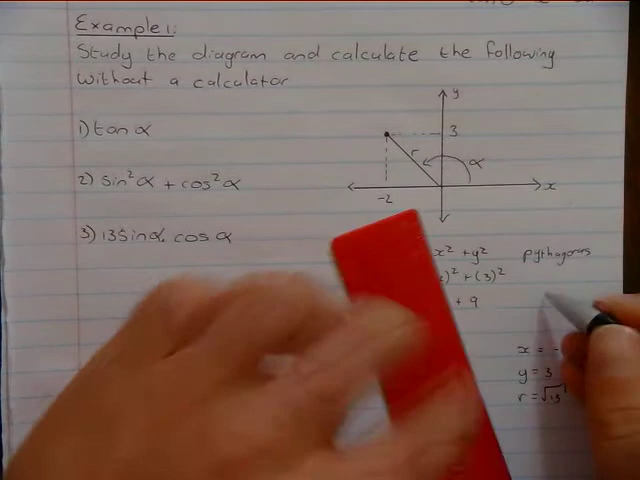 Example 1:
Study the diagram and calculate the following
without a calculator
1) tan α
2) sin²α + cos²α
3) 13sinα. cos α
y
3
r
α
x
-2
x² + y² pythagoras
)² + (3)²
+ 9
x = -
y = 3
r = √13